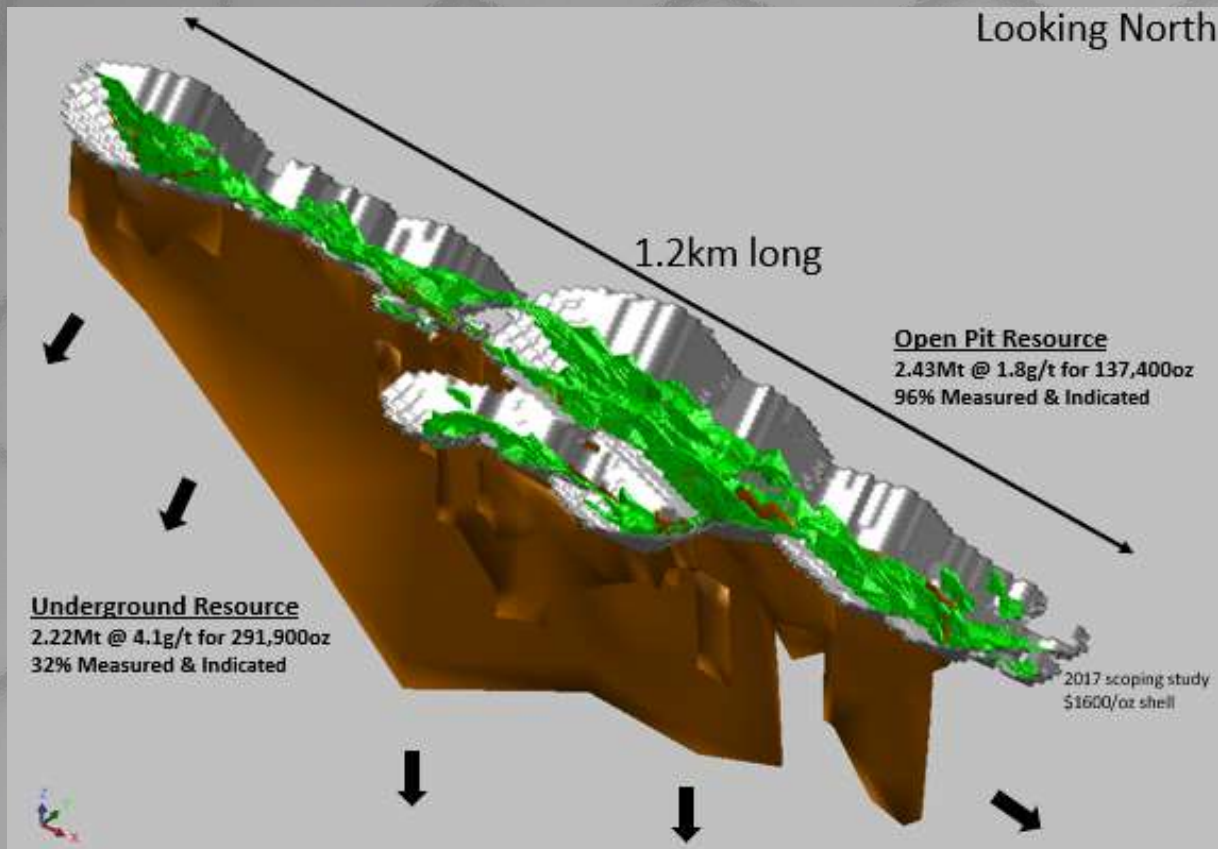 Looking North
1.2km long
Open Pit Resource
2.43Mt @ 1.8g/t for 137,400oz
96% Measured & Indicated
Underground Resource
2.22Mt @ 4.1g/t for 291,900oz
32% Measured & Indicated
2017 scoping study
$1600/oz shell
Z
Y
X